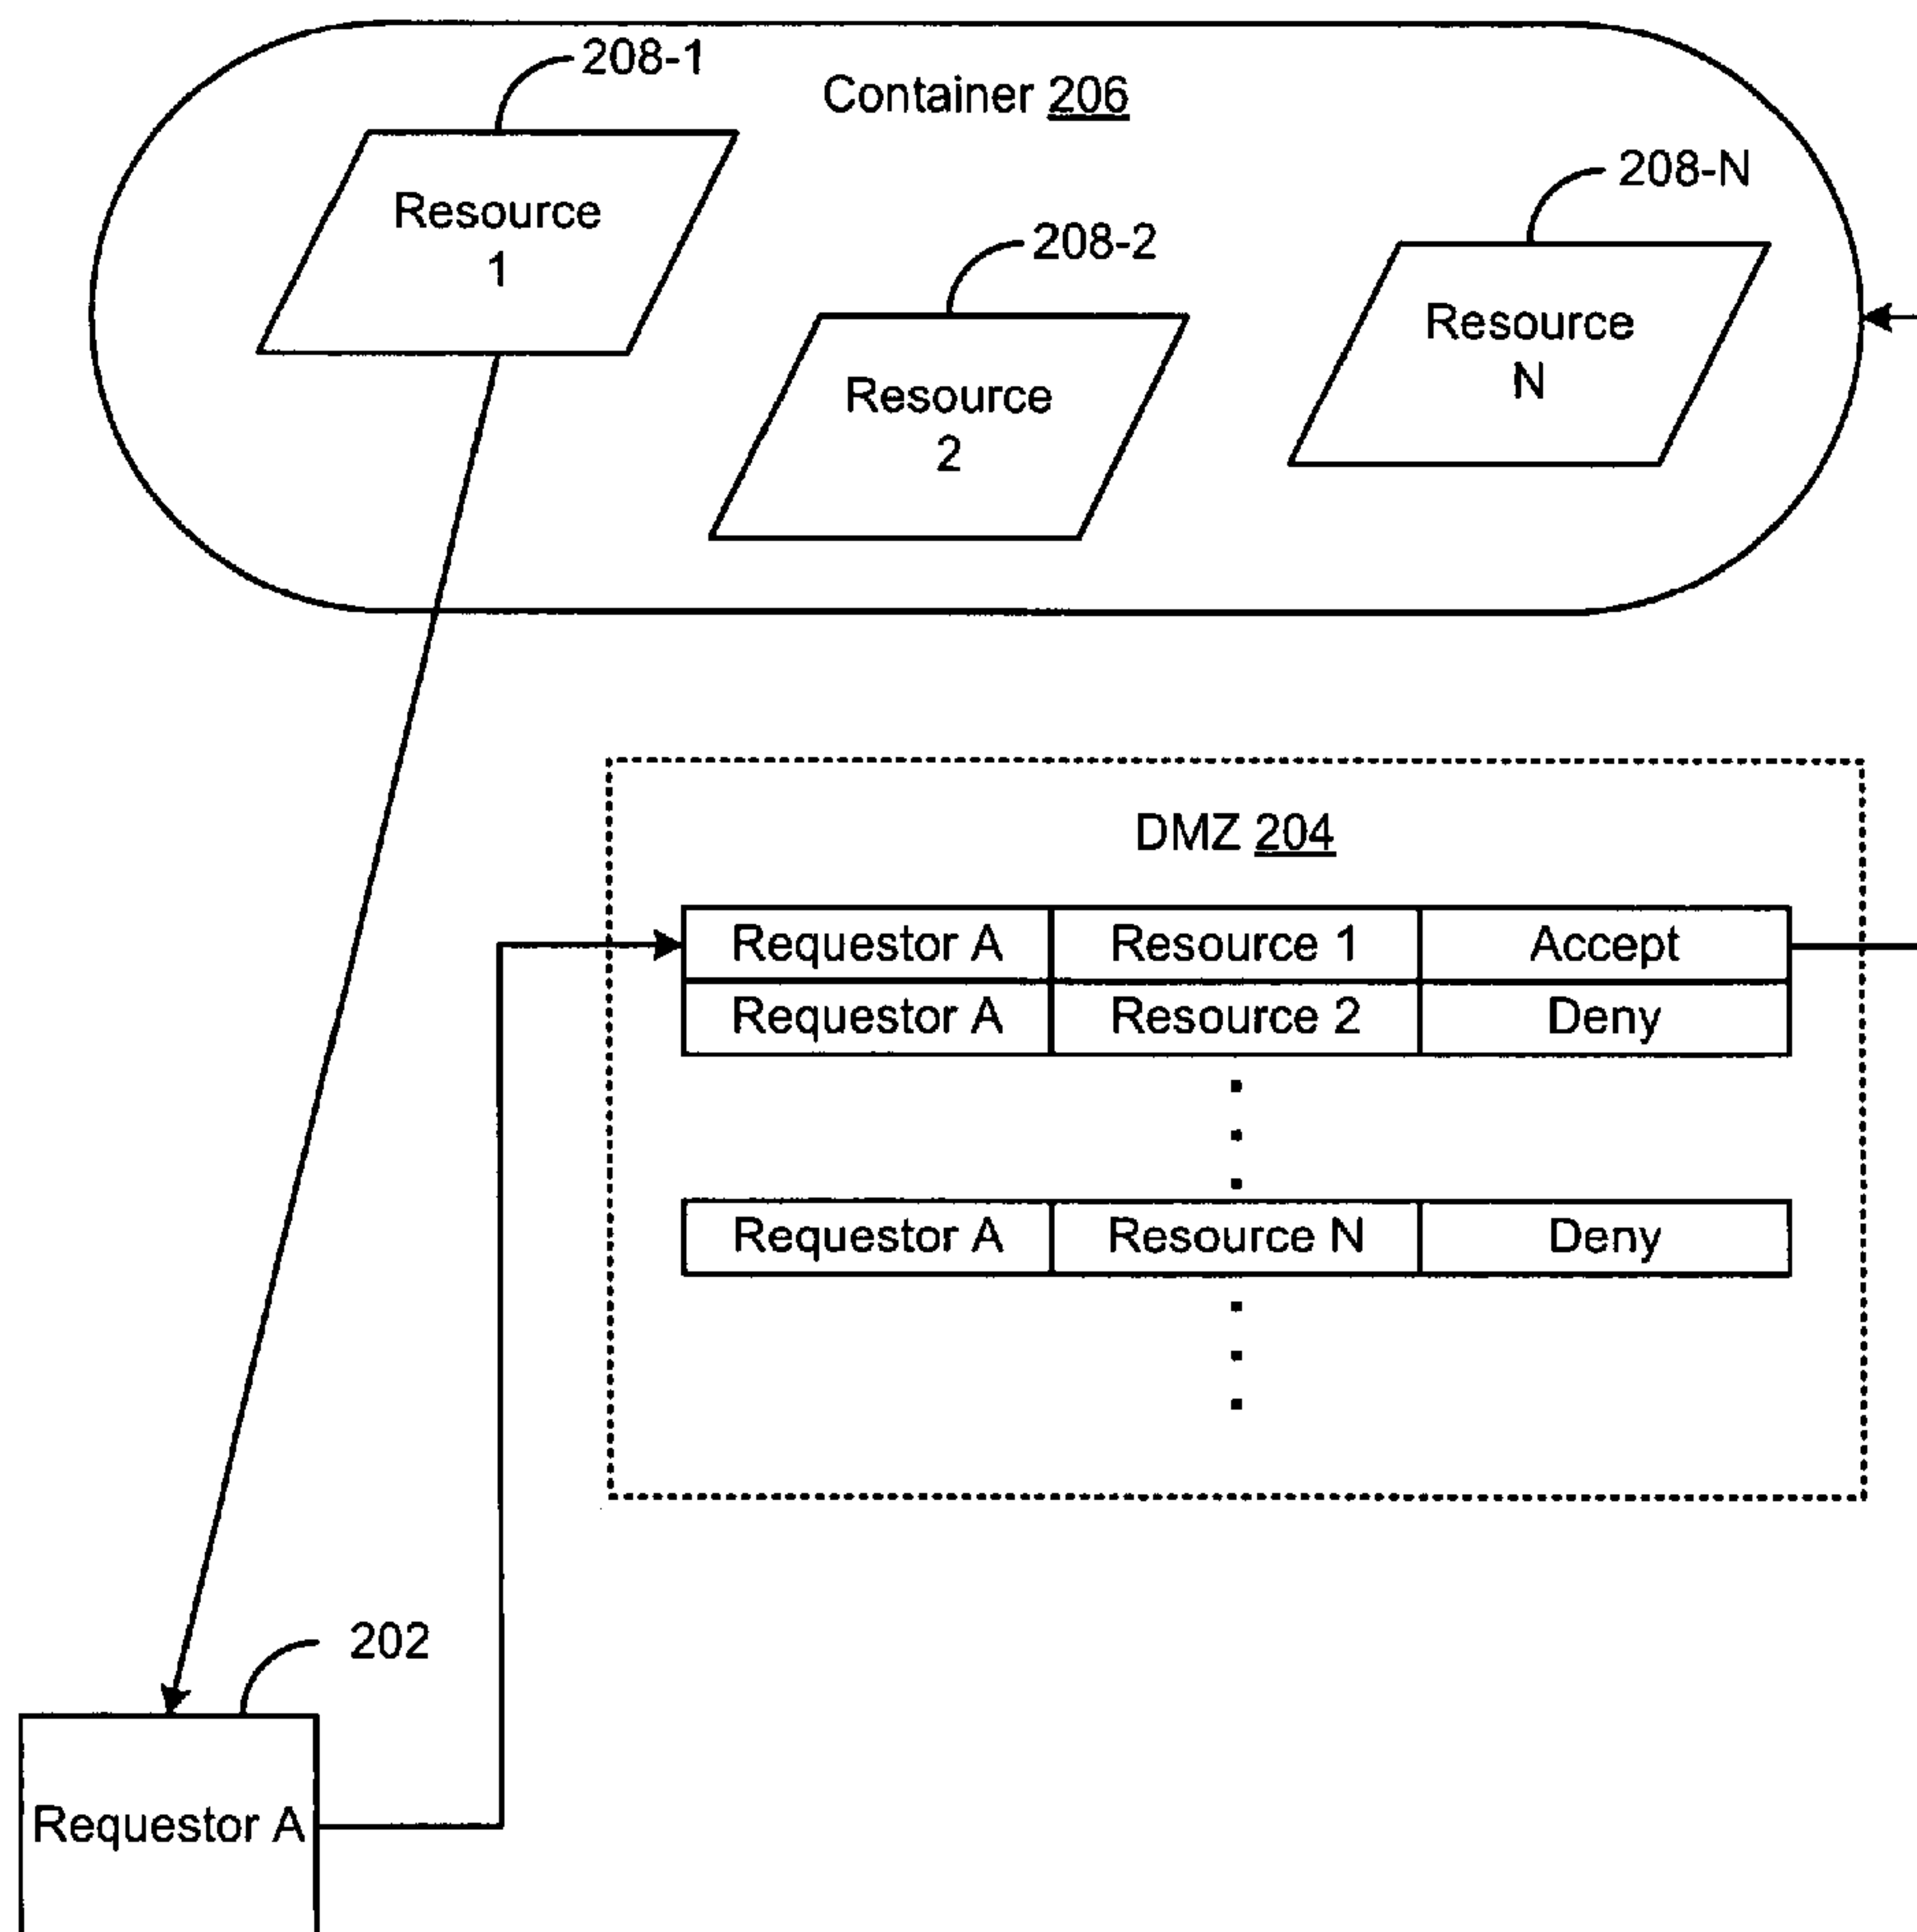 208-1
Container 206
208-N
Resource
1
208-2
Resource
N
Resource
2
DMZ 204
Requestor A Resource 1 Accept
Requestor A Resource 2 Deny
Requestor A Resource N Deny
202
Requestor A